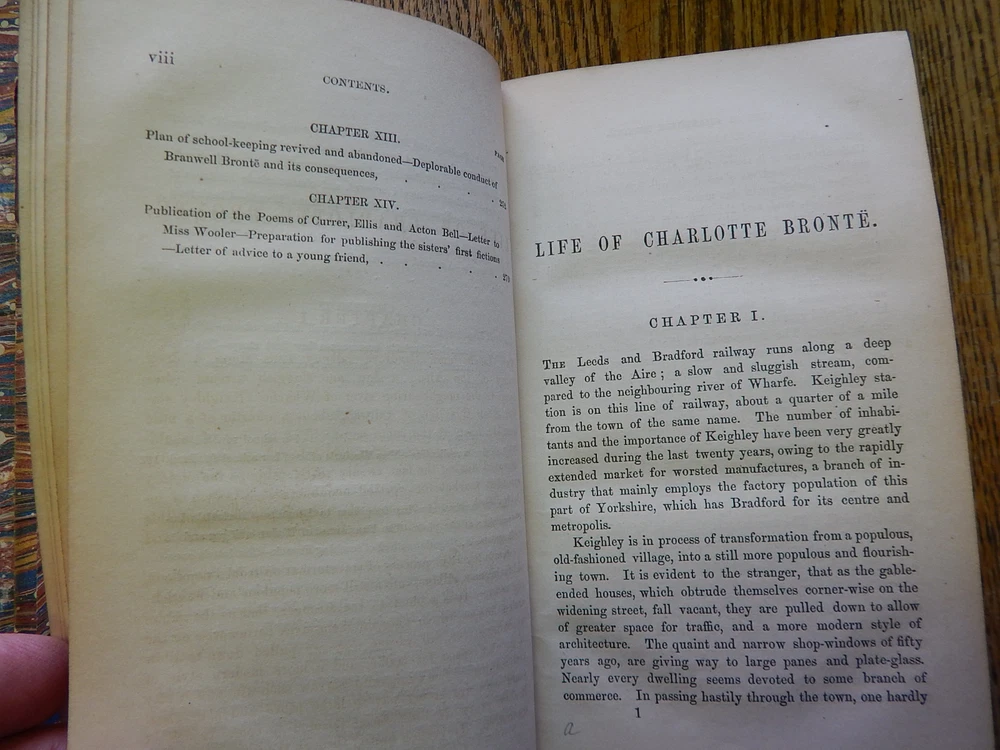 viii
CONTENTS.
CHAPTER XIII.
PAGE
Plan of school-keeping revived and abandoned—Deplorable conduct of
Branwell Brontë and its consequences, . . . .
CHAPTER XIV.
Publication of the Poems of Currer, Ellis and Acton Bell—Letter to
Miss Wooler—Preparation for publishing the sisters' first fictions
—Letter of advice to a young friend, . . . . .
LIFE OF CHARLOTTE BRONTË.
CHAPTER I.
The Leeds and Bradford railway runs along a deep
valley of the Aire; a slow and sluggish stream, com-
pared to the neighbouring river of Wharfe. Keighley sta-
tion is on this line of railway, about a quarter of a mile
from the town of the same name. The number of inhabi-
tants and the importance of Keighley have been very greatly
increased during the last twenty years, owing to the rapidly
extended market for worsted manufactures, a branch of in-
dustry that mainly employs the factory population of this
part of Yorkshire, which has Bradford for its centre and
metropolis.
Keighley is in process of transformation from a populous,
old-fashioned village, into a still more populous and flourish-
ing town. It is evident to the stranger, that as the gable-
ended houses, which obtrude themselves corner-wise on the
widening street, fall vacant, they are pulled down to allow
of greater space for traffic, and a more modern style of
architecture. The quaint and narrow shop-windows of fifty
years ago, are giving way to large panes and plate-glass.
Nearly every dwelling seems devoted to some branch of
commerce. In passing hastily through the town, one hardly
1
a